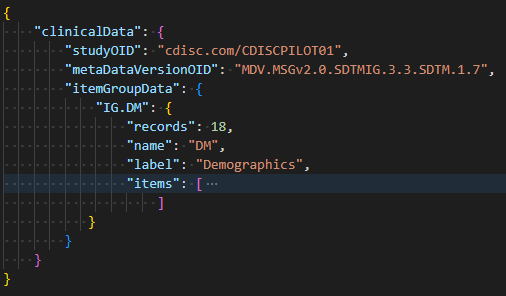 {
"clinicalData": {
"studyOID": "cdisc.com/CDISCPILOT01",
"metaDataVersionOID": "MDV.MSGv2.0.SDTMIG.3.3.SDTM.1.7",
"itemGroupData": {
"IG.DM": {
"records": 18,
"name": "DM",
"label": "Demographics",
"items": [ ···
]
}
}
}
}